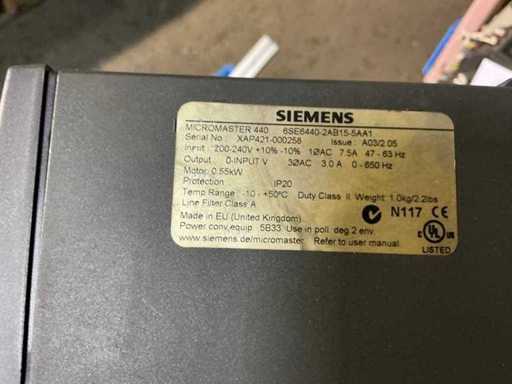 SIEMENS
MICROMASTER 440 6SE6440-2AB15-5AA1
Serial No: XAP421-000256 Issue: A03/2.05
Input: 200-240V +10% -10% 1ØAC 7.5A 47 - 63 Hz
Output: 0-INPUT V 3ØAC 3.0 A 0 - 650 Hz
Motor: 0.55kW
Protection IP20
Temp Range: -10 - +50ºC Duty Class II Weight: 1.0kg/2.2lbs
Line Filter Class A
Made in EU (United Kingdom) N117 CE
Power conv,equip 5B33 Use in poll. deg 2 env. UL
www.siemens.de/micromaster Refer to user manual. LISTED